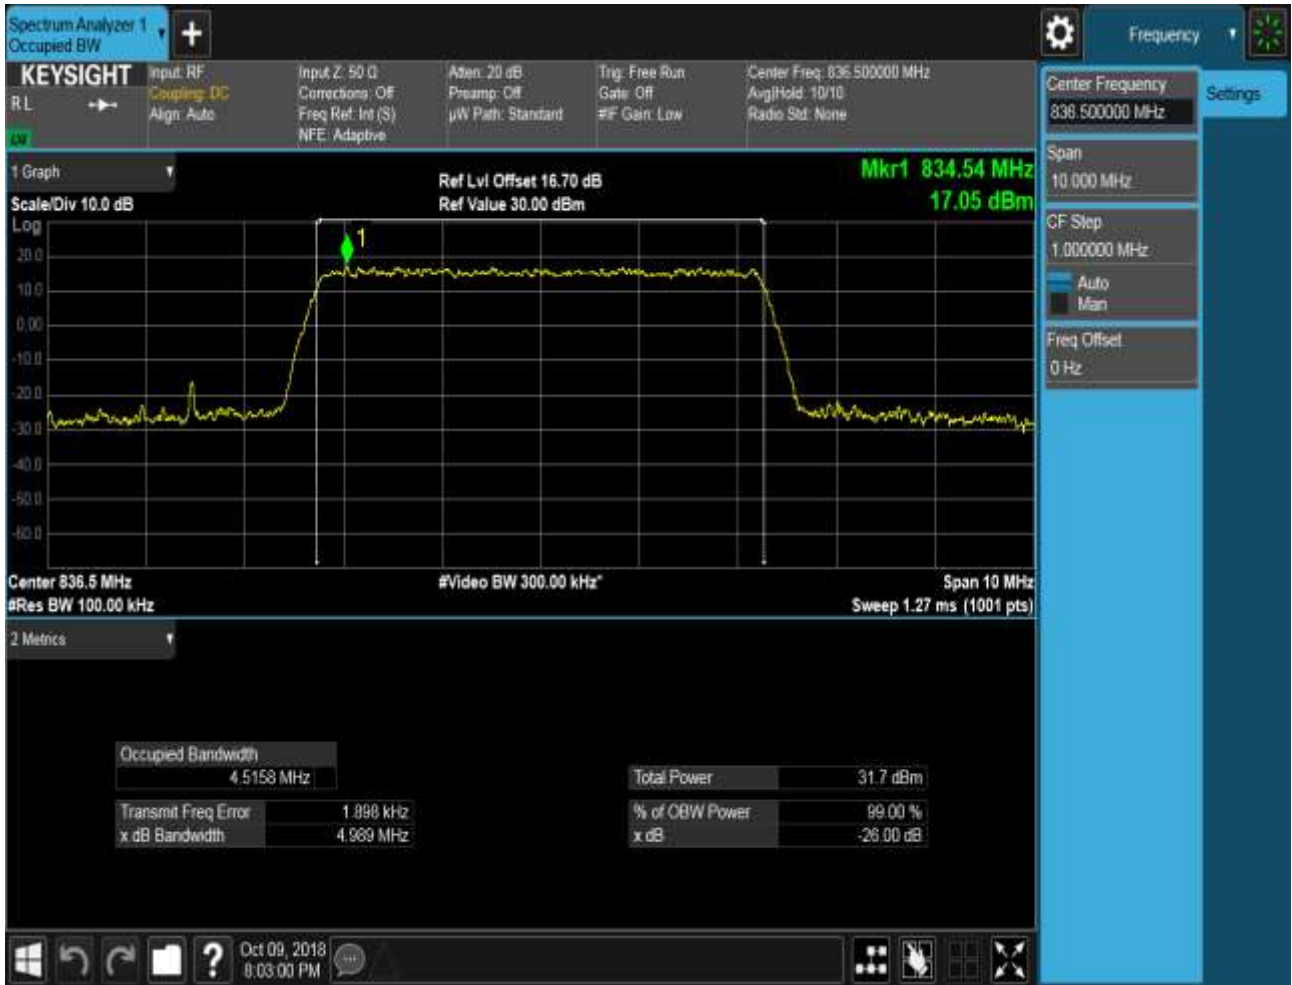 Spectrum Analyzer 1
Occupied BW
Frequency
KEYSIGHT
R L
Input: RF
Coupling: DC
Align: Auto
Input Z: 50 Ω
Corrections: Off
Freq Ref: Int (S)
NFE: Adaptive
Atten: 20 dB
Preamp: Off
µW Path: Standard
Trig: Free Run
Gate: Off
#IF Gain: Low
Center Freq: 836.500000 MHz
Avg|Hold: 10/10
Radio Std: None
Center Frequency
836.500000 MHz
Settings
Span
10.000 MHz
CF Step
1.000000 MHz
Auto
Man
Freq Offset
0 Hz
1 Graph
Scale/Div 10.0 dB
Ref Lvl Offset 16.70 dB
Ref Value 30.00 dBm
Mkr1 834.54 MHz
17.05 dBm
Log
1
20.0
10.0
0.00
-10.0
-20.0
-30.0
-40.0
-50.0
-60.0
Center 836.5 MHz
#Video BW 300.00 kHz*
Span 10 MHz
#Res BW 100.00 kHz
Sweep 1.27 ms (1001 pts)
2 Metrics
Occupied Bandwidth
4.5158 MHz
Total Power 31.7 dBm
Transmit Freq Error 1.898 kHz
% of OBW Power 99.00 %
x dB Bandwidth 4.989 MHz
x dB -26.00 dB
Oct 09, 2018
8:03:00 PM